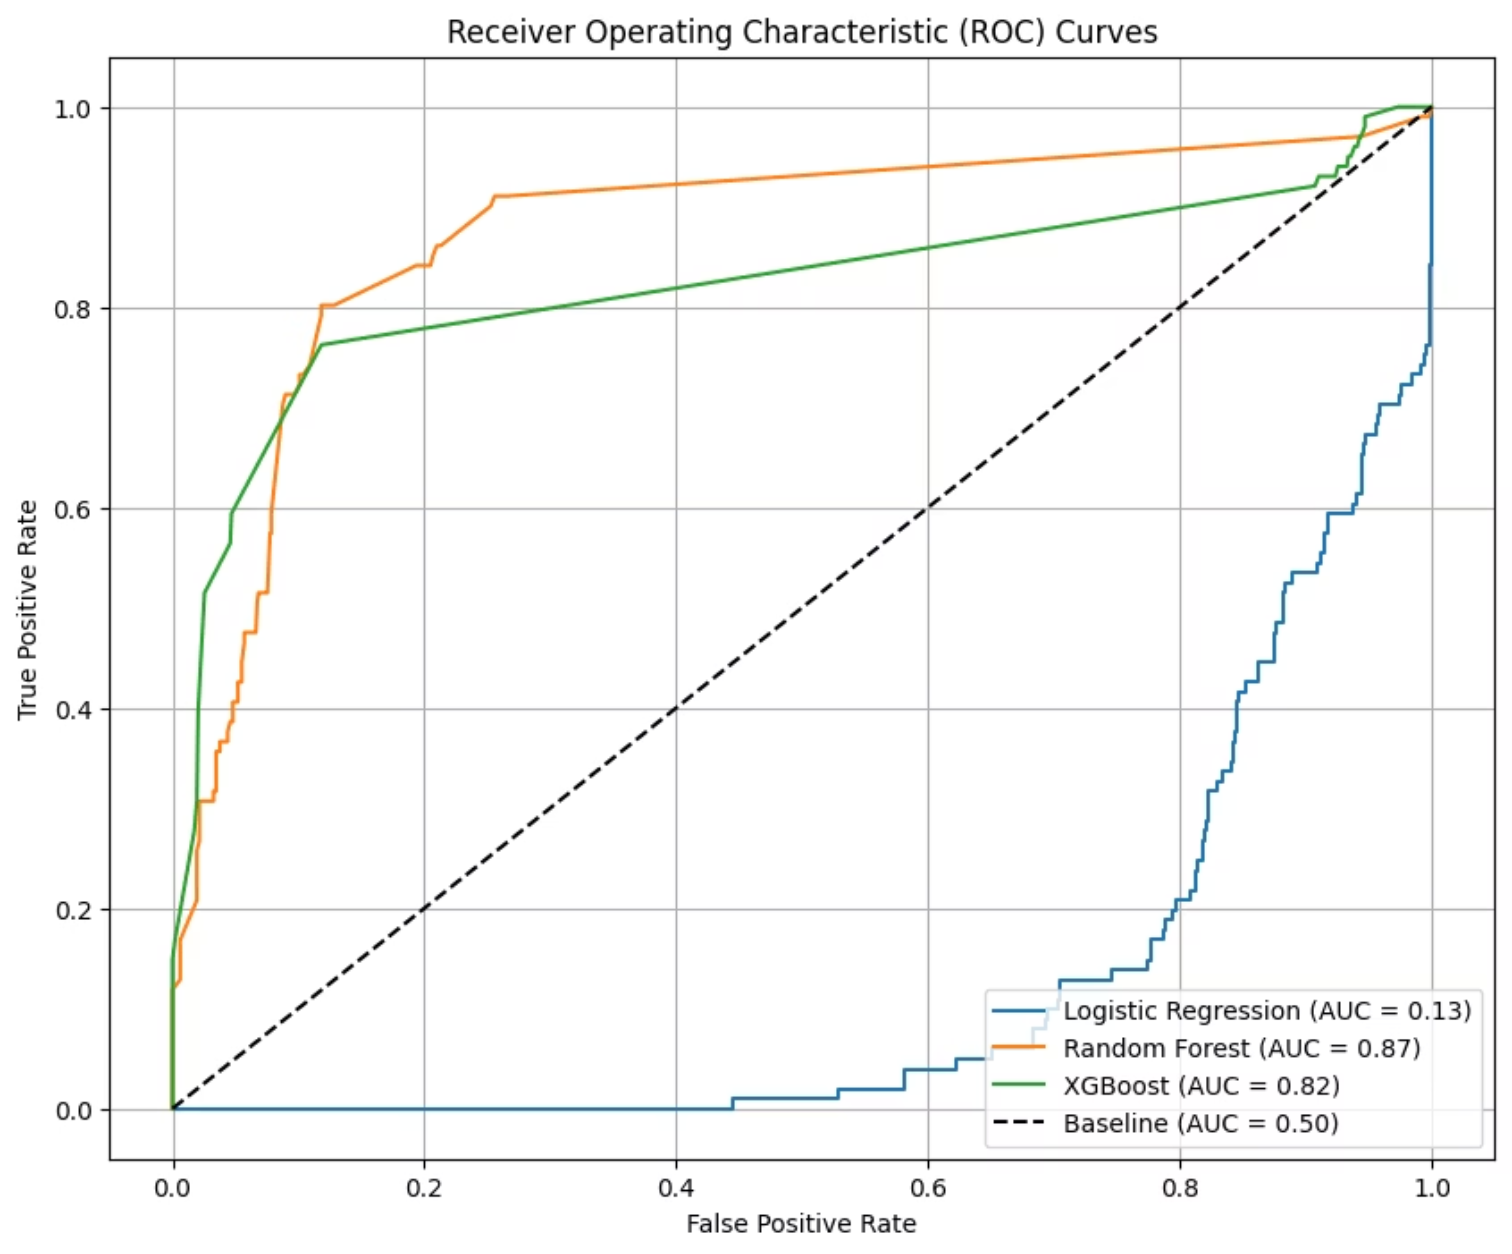 Receiver Operating Characteristic (ROC) Curves
1.0
0.8
0.6
0.4
0.2
0.0
True Positive Rate
Logistic Regression (AUC = 0.13)
Random Forest (AUC = 0.87)
XGBoost (AUC = 0.82)
Baseline (AUC = 0.50)
0.0 0.2 0.4 0.6 0.8 1.0
False Positive Rate